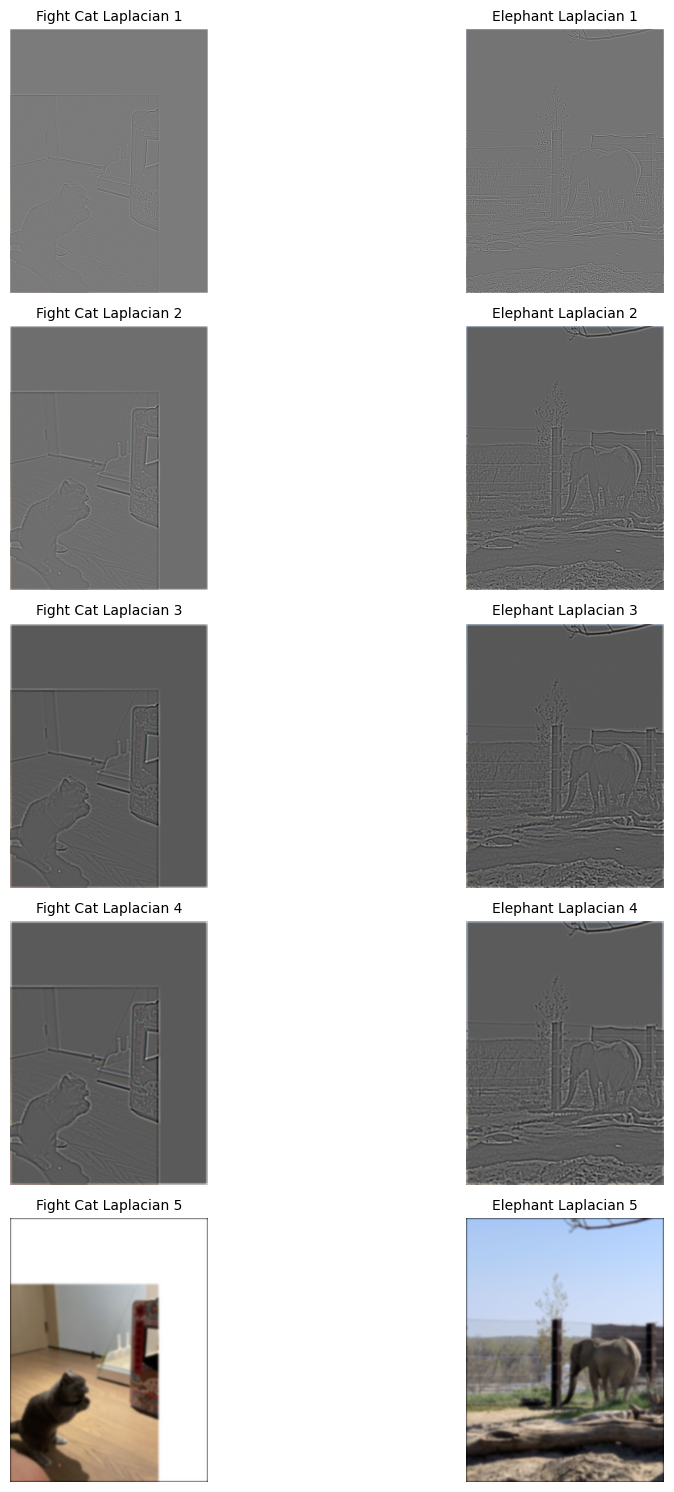 Fight Cat Laplacian 1
Elephant Laplacian 1
Fight Cat Laplacian 2
Elephant Laplacian 2
Fight Cat Laplacian 3
Elephant Laplacian 3
Fight Cat Laplacian 4
Elephant Laplacian 4
Fight Cat Laplacian 5
Elephant Laplacian 5